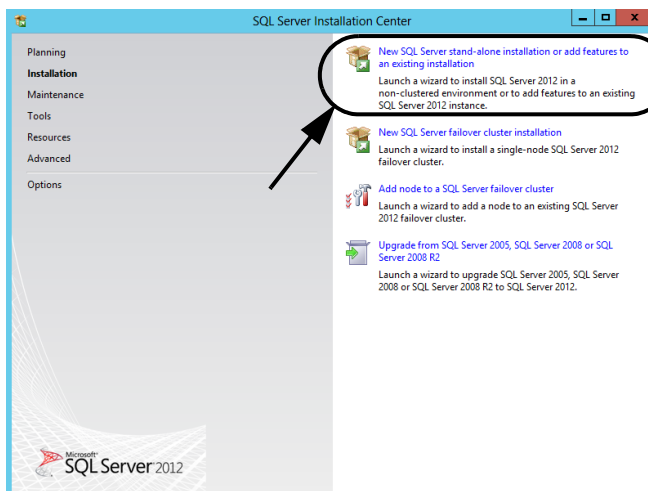 SQL Server Installation Center
Planning
Installation
Maintenance
Tools
Resources
Advanced
Options
New SQL Server stand-alone installation or add features to
an existing installation
Launch a wizard to install SQL Server 2012 in a
non-clustered environment or to add features to an existing
SQL Server 2012 instance.
New SQL Server failover cluster installation
Launch a wizard to install a single-node SQL Server 2012
failover cluster.
Add node to a SQL Server failover cluster
Launch a wizard to add a node to an existing SQL Server
2012 failover cluster.
Upgrade from SQL Server 2005, SQL Server 2008 or SQL
Server 2008 R2
Launch a wizard to upgrade SQL Server 2005, SQL Server
2008 or SQL Server 2008 R2 to SQL Server 2012.
Microsoft
SQL Server 2012